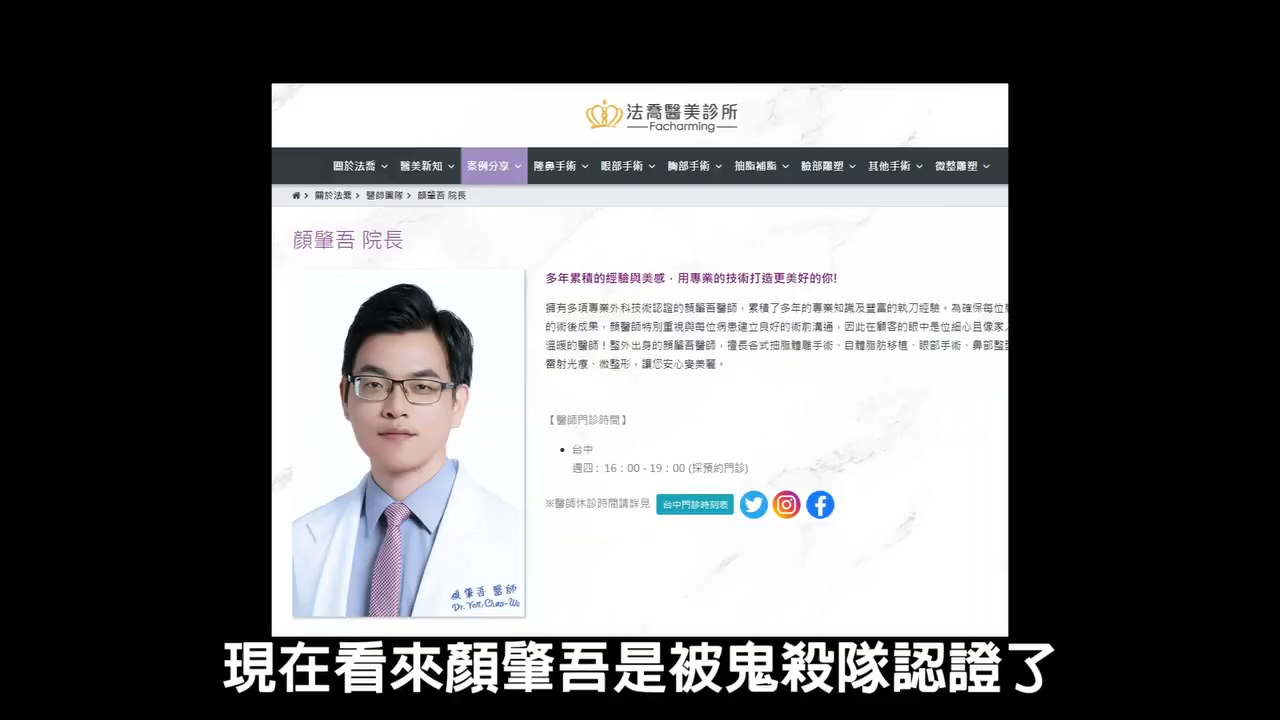 法喬醫美診所
Facharming
關於法喬 醫美新知 案例分享 隆鼻手術 眼部手術 胸部手術 抽脂補脂 臉部雕塑 其他手術 微整雕塑
關於法喬 醫師團隊 顏肇吾 院長
顏肇吾 院長
多年累積的經驗與美感，用專業的技術打造更美好的你!
擁有多項專業外科技術認證的顏肇吾醫師，累積了多年的專業知識及豐富的執刀經驗。為確保每位
的術後成果，顏醫師特別重視與每位病患建立良好的術前溝通，因此在顧客的眼中是位細心且像家人
溫暖的醫師！整外出身的顏肇吾醫師，擅長各式抽脂體雕手術、自體脂肪移植、眼部手術、鼻部整
雷射光療、微整形，讓您安心變美麗。
【醫師門診時間】
台中
週四：16：00 - 19：00 (採預約門診)
※醫師休診時間請詳見 台中門診時刻表
顏肇吾 醫師
Dr. Yen, Chao-Wu
現在看來顏肇吾是被鬼殺隊認證了